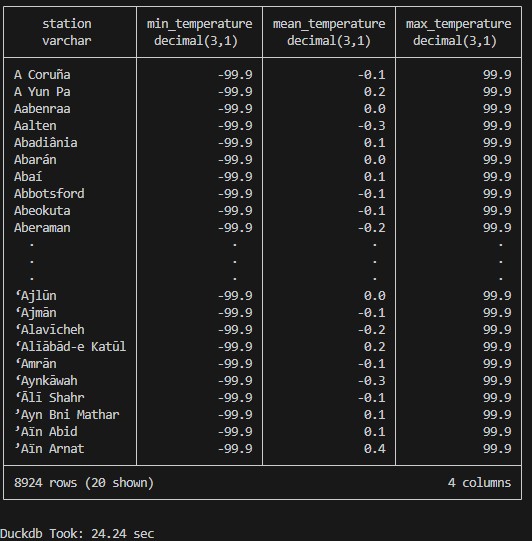 station min_temperature mean_temperature max_temperature
varchar decimal(3,1) decimal(3,1) decimal(3,1)
A Coruña -99.9 -0.1 99.9
A Yun Pa -99.9 0.2 99.9
Aabenraa -99.9 0.0 99.9
Aalten -99.9 -0.3 99.9
Abadiânia -99.9 0.1 99.9
Abarán -99.9 0.0 99.9
Abaí -99.9 0.1 99.9
Abbotsford -99.9 -0.1 99.9
Abeokuta -99.9 -0.1 99.9
Aberaman -99.9 -0.2 99.9
. . . .
. . . .
. . . .
‘Ajlūn -99.9 0.0 99.9
‘Ajmān -99.9 -0.1 99.9
‘Alavīcheh -99.9 -0.2 99.9
‘Alīābād-e Katūl -99.9 0.2 99.9
‘Amrān -99.9 -0.1 99.9
‘Aynkāwah -99.9 -0.3 99.9
‘Ālī Shahr -99.9 -0.1 99.9
’Ayn Bni Mathar -99.9 0.1 99.9
’Aïn Abid -99.9 0.1 99.9
’Aïn Arnat -99.9 0.4 99.9
8924 rows (20 shown) 4 columns
Duckdb Took: 24.24 sec